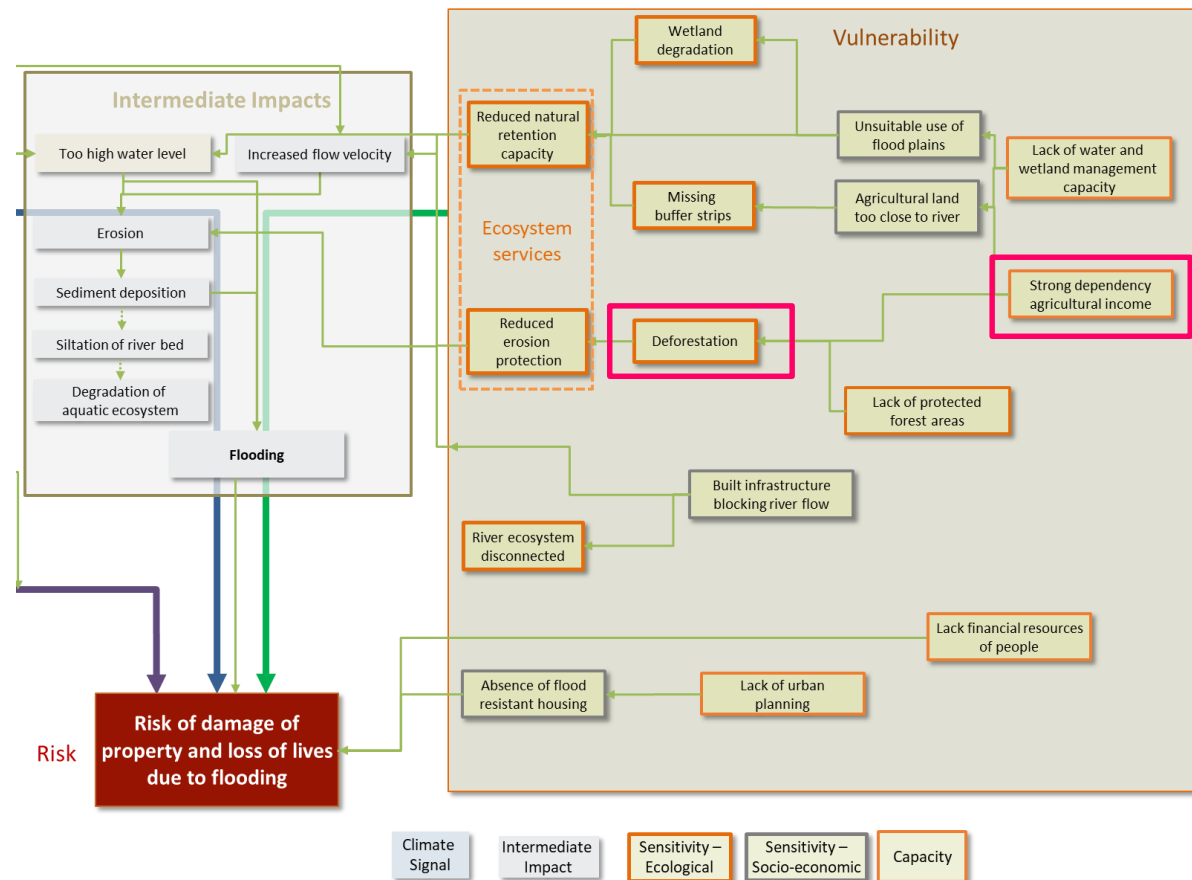 Intermediate Impacts
Too high water level
Increased flow velocity
Erosion
Sediment deposition
Siltation of river bed
Degradation of
aquatic ecosystem
Flooding
Vulnerability
Wetland
degradation
Reduced natural
retention
capacity
Unsuitable use of
flood plains
Lack of water and
wetland management
capacity
Missing
buffer strips
Agricultural land
too close to river
Ecosystem
services
Strong dependency
agricultural income
Reduced
erosion
protection
Deforestation
Lack of protected
forest areas
Built infrastructure
blocking river flow
River ecosystem
disconnected
Lack financial resources
of people
Absence of flood
resistant housing
Lack of urban
planning
Risk
Risk of damage of
property and loss of lives
due to flooding
Climate
Signal
Intermediate
Impact
Sensitivity –
Ecological
Sensitivity –
Socio-economic
Capacity